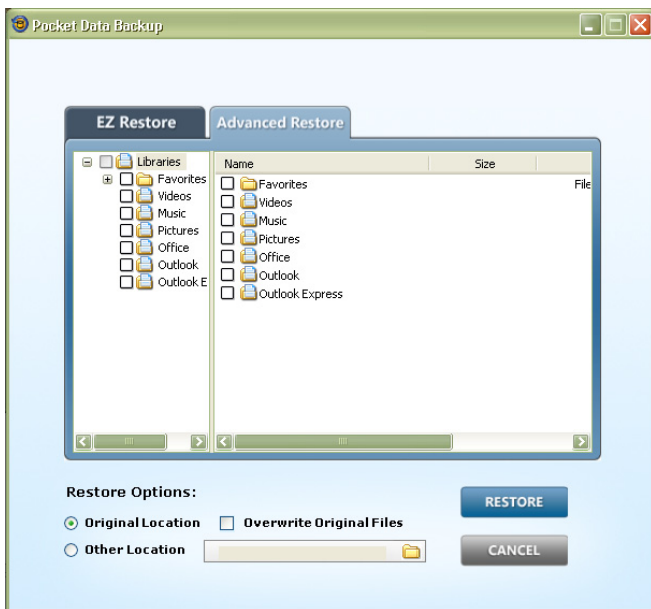 Pocket Data Backup
EZ Restore
Advanced Restore
Libraries
Favorites
Videos
Music
Pictures
Office
Outlook
Outlook E
Name
Size
Favorites
File
Videos
Music
Pictures
Office
Outlook
Outlook Express
Restore Options:
Original Location
Overwrite Original Files
Other Location
RESTORE
CANCEL